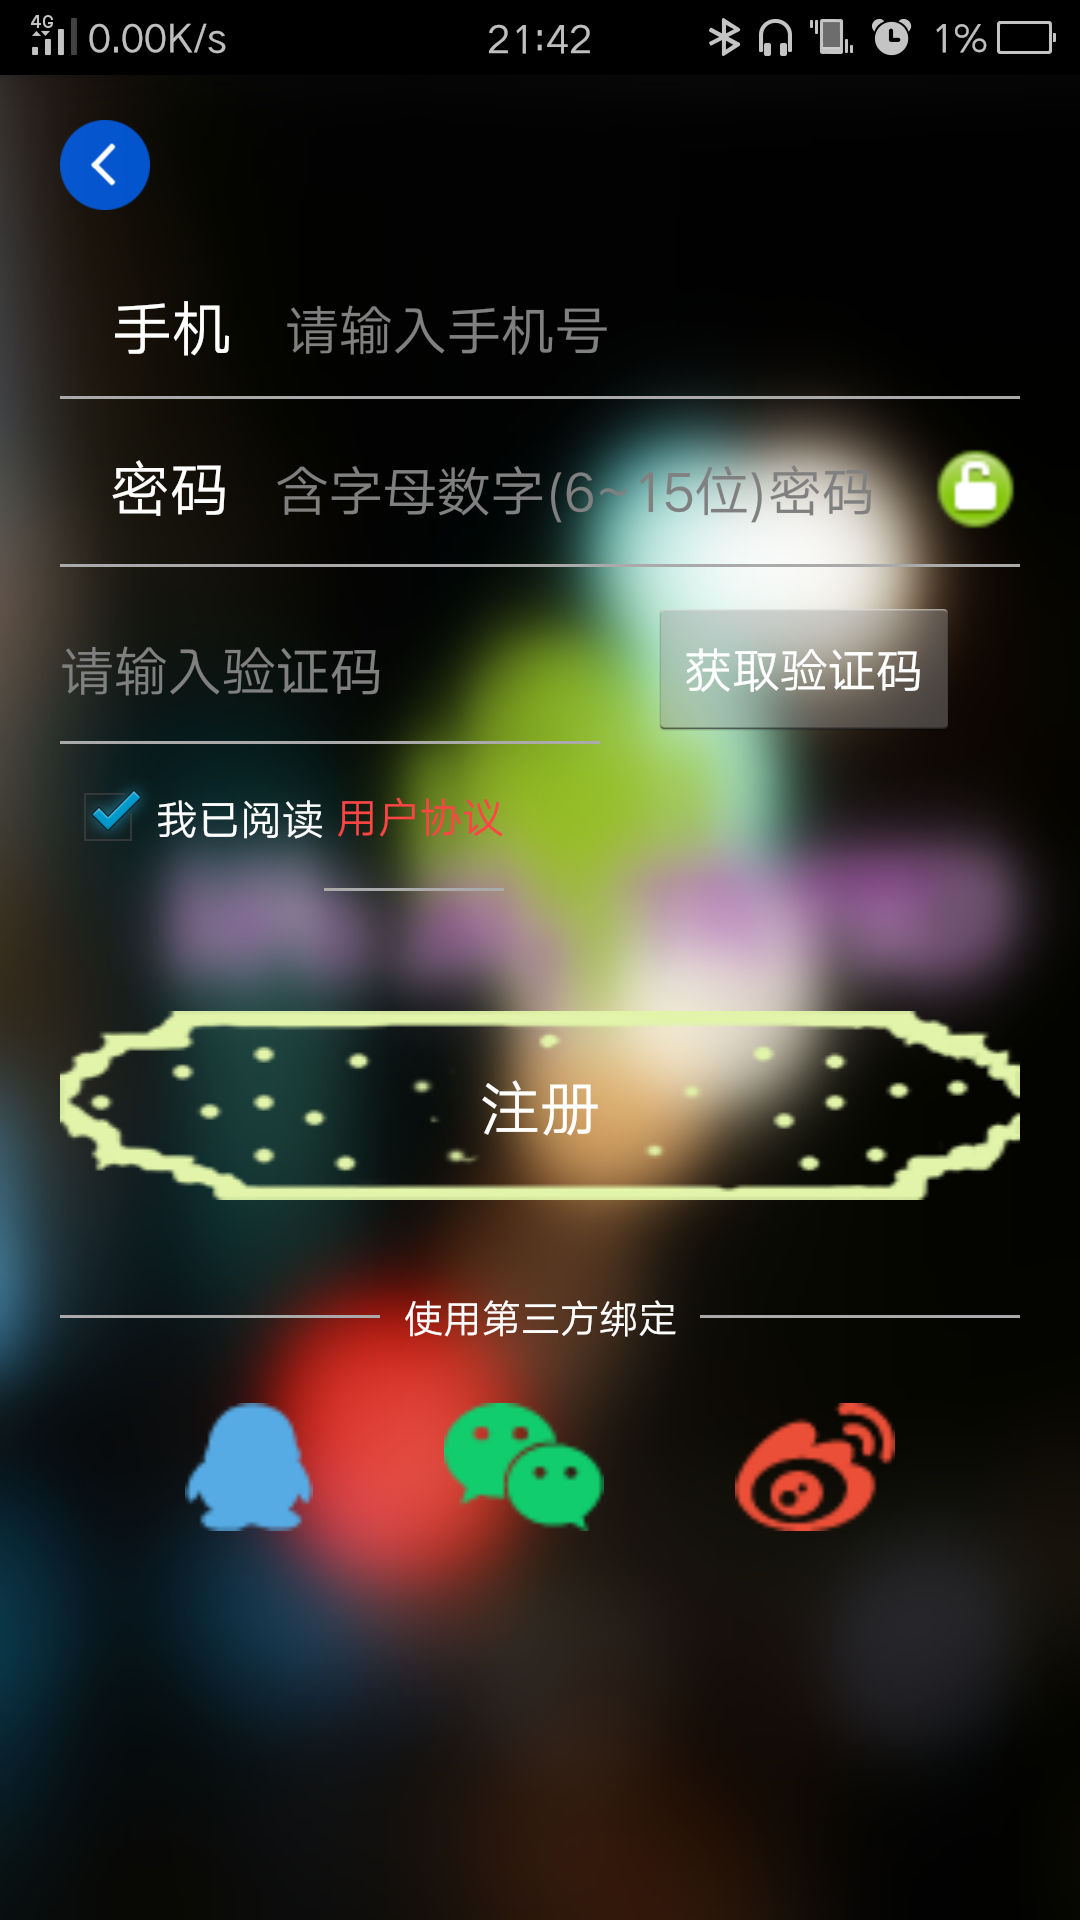 4G 0.00K/s 21:42 1%
手机 请输入手机号
密码 含字母数字(6~15位)密码
请输入验证码 获取验证码
我已阅读 用户协议
注册
使用第三方绑定